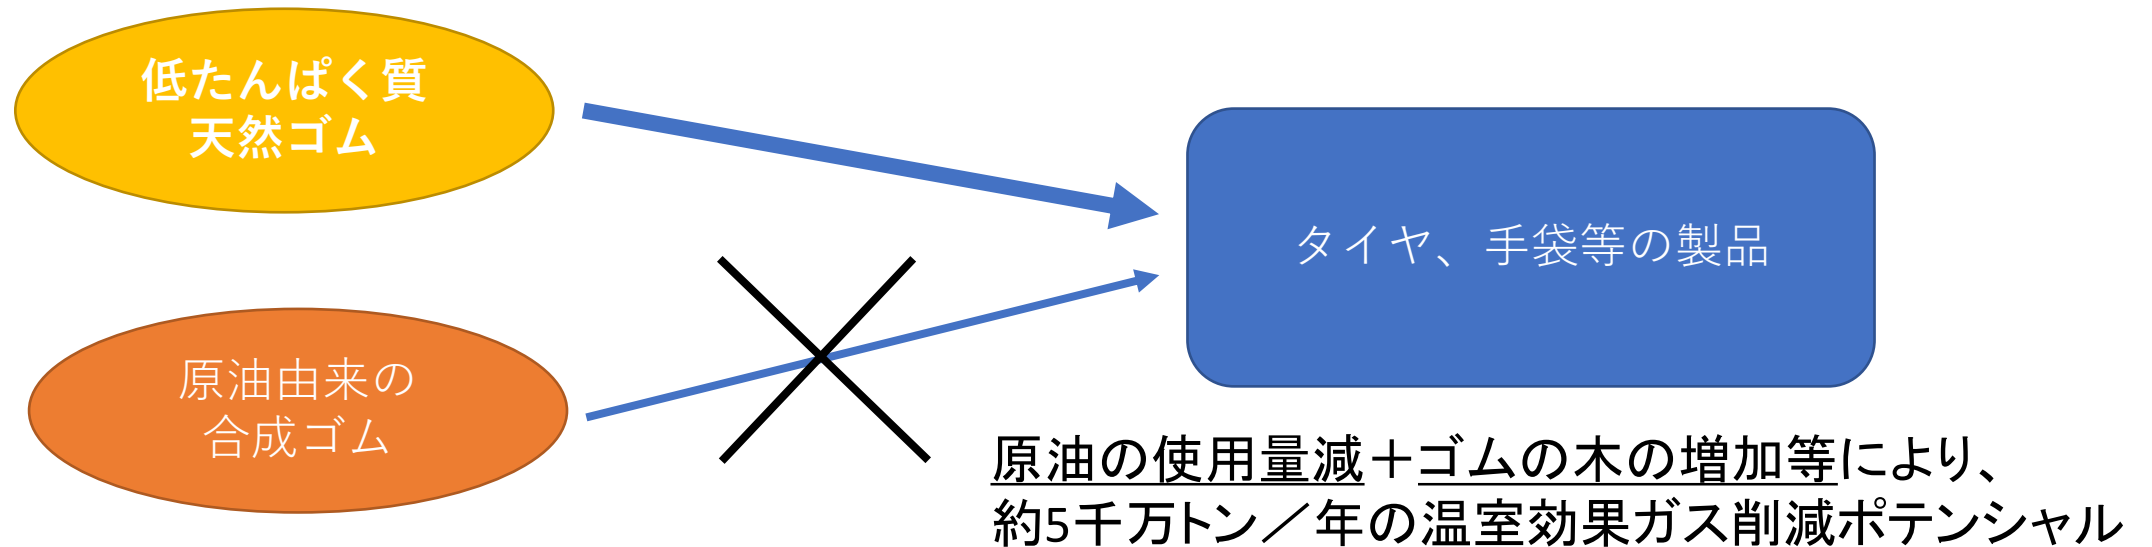 低たんぱく質
天然ゴム
タイヤ、手袋等の製品
原油由来の
合成ゴム
原油の使用量減＋ゴムの木の増加等により、
約5千万トン／年の温室効果ガス削減ポテンシャル